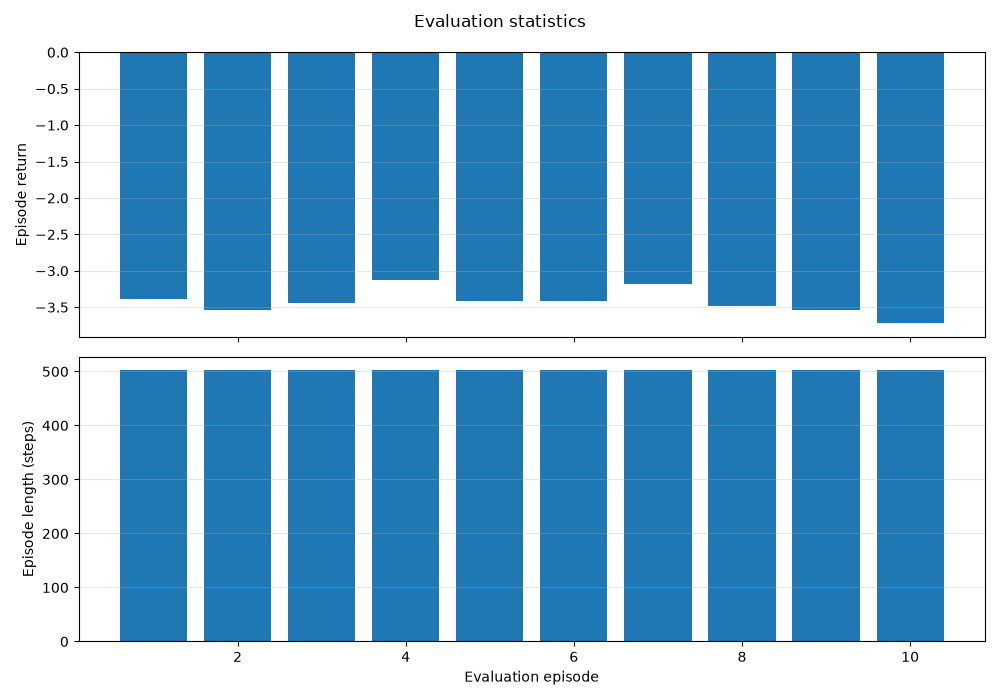 Evaluation statistics
Episode return
0.0
−0.5
−1.0
−1.5
−2.0
−2.5
−3.0
−3.5
Episode length (steps)
500
400
300
200
100
0
2 4 6 8 10
Evaluation episode